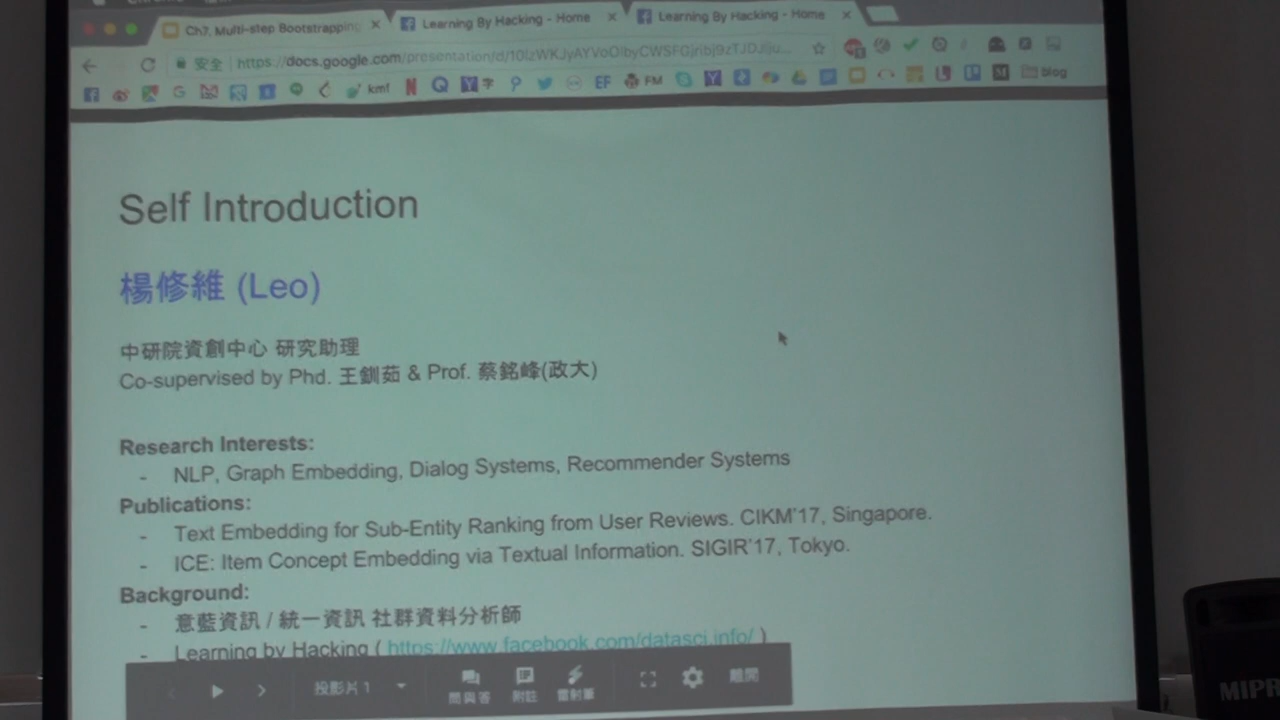 Ch7. Multi-step Bootstrapping
Learning By Hacking - Home
Learning By Hacking - Home
安全
https://docs.google.com/presentation/d/
kmf
字
EF
FM
blog
Self Introduction
楊修維 (Leo)
中研院資創中心 研究助理
Co-supervised by Phd. 王釧茹 & Prof. 蔡銘峰(政大)
Research Interests:
- NLP, Graph Embedding, Dialog Systems, Recommender Systems
Publications:
- Text Embedding for Sub-Entity Ranking from User Reviews. CIKM'17, Singapore.
- ICE: Item Concept Embedding via Textual Information. SIGIR'17, Tokyo.
Background:
- 意藍資訊 / 統一資訊 社群資料分析師
- Learning by Hacking ( https://www.facebook.com/datasci.info/ )
投影片 1
問與答
附註
雷射筆
離開
MIPR